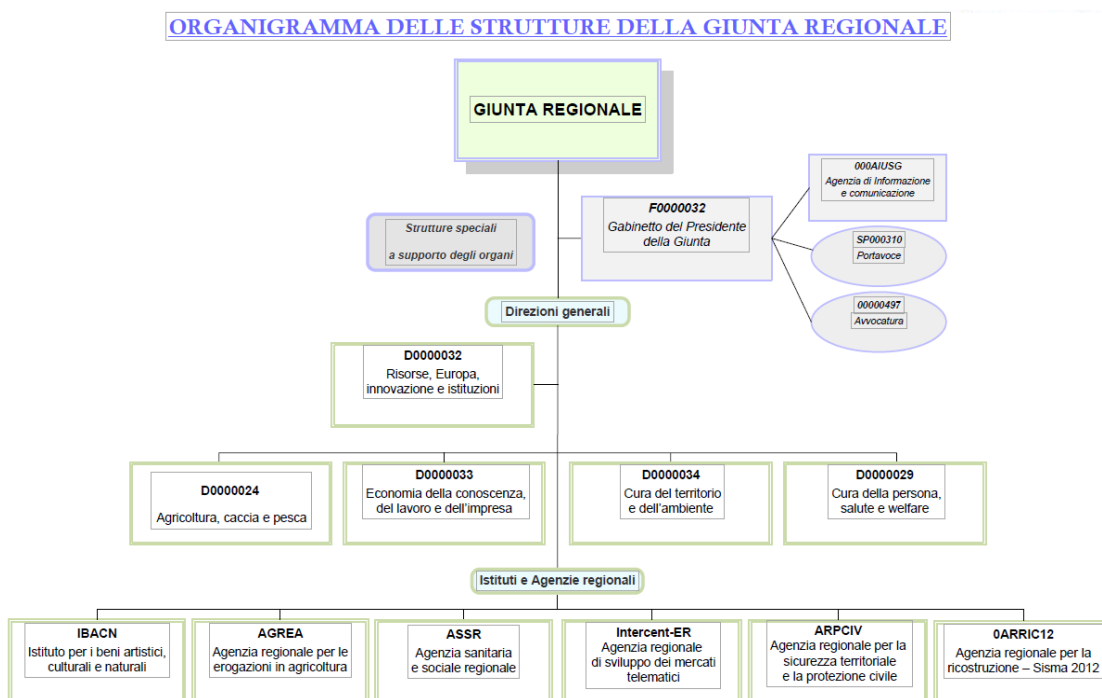 ORGANIGRAMMA DELLE STRUTTURE DELLA GIUNTA REGIONALE
GIUNTA REGIONALE
000AIUSG
Agenzia di Informazione
e comunicazione
F0000032
Gabinetto del Presidente
della Giunta
Strutture speciali
a supporto degli organi
SP000310
Portavoce
00000497
Avvocatura
Direzioni generali
D0000032
Risorse, Europa,
innovazione e istituzioni
D0000024
Agricoltura, caccia e pesca
D0000033
Economia della conoscenza,
del lavoro e dell'impresa
D0000034
Cura del territorio
e dell'ambiente
D0000029
Cura della persona,
salute e welfare
Istituti e Agenzie regionali
IBACN
Istituto per i beni artistici,
culturali e naturali
AGREA
Agenzia regionale per le
erogazioni in agricoltura
ASSR
Agenzia sanitaria
e sociale regionale
Intercent-ER
Agenzia regionale
di sviluppo dei mercati
telematici
ARPCIV
Agenzia regionale per la
sicurezza territoriale
e la protezione civile
0ARRIC12
Agenzia regionale per la
ricostruzione – Sisma 2012